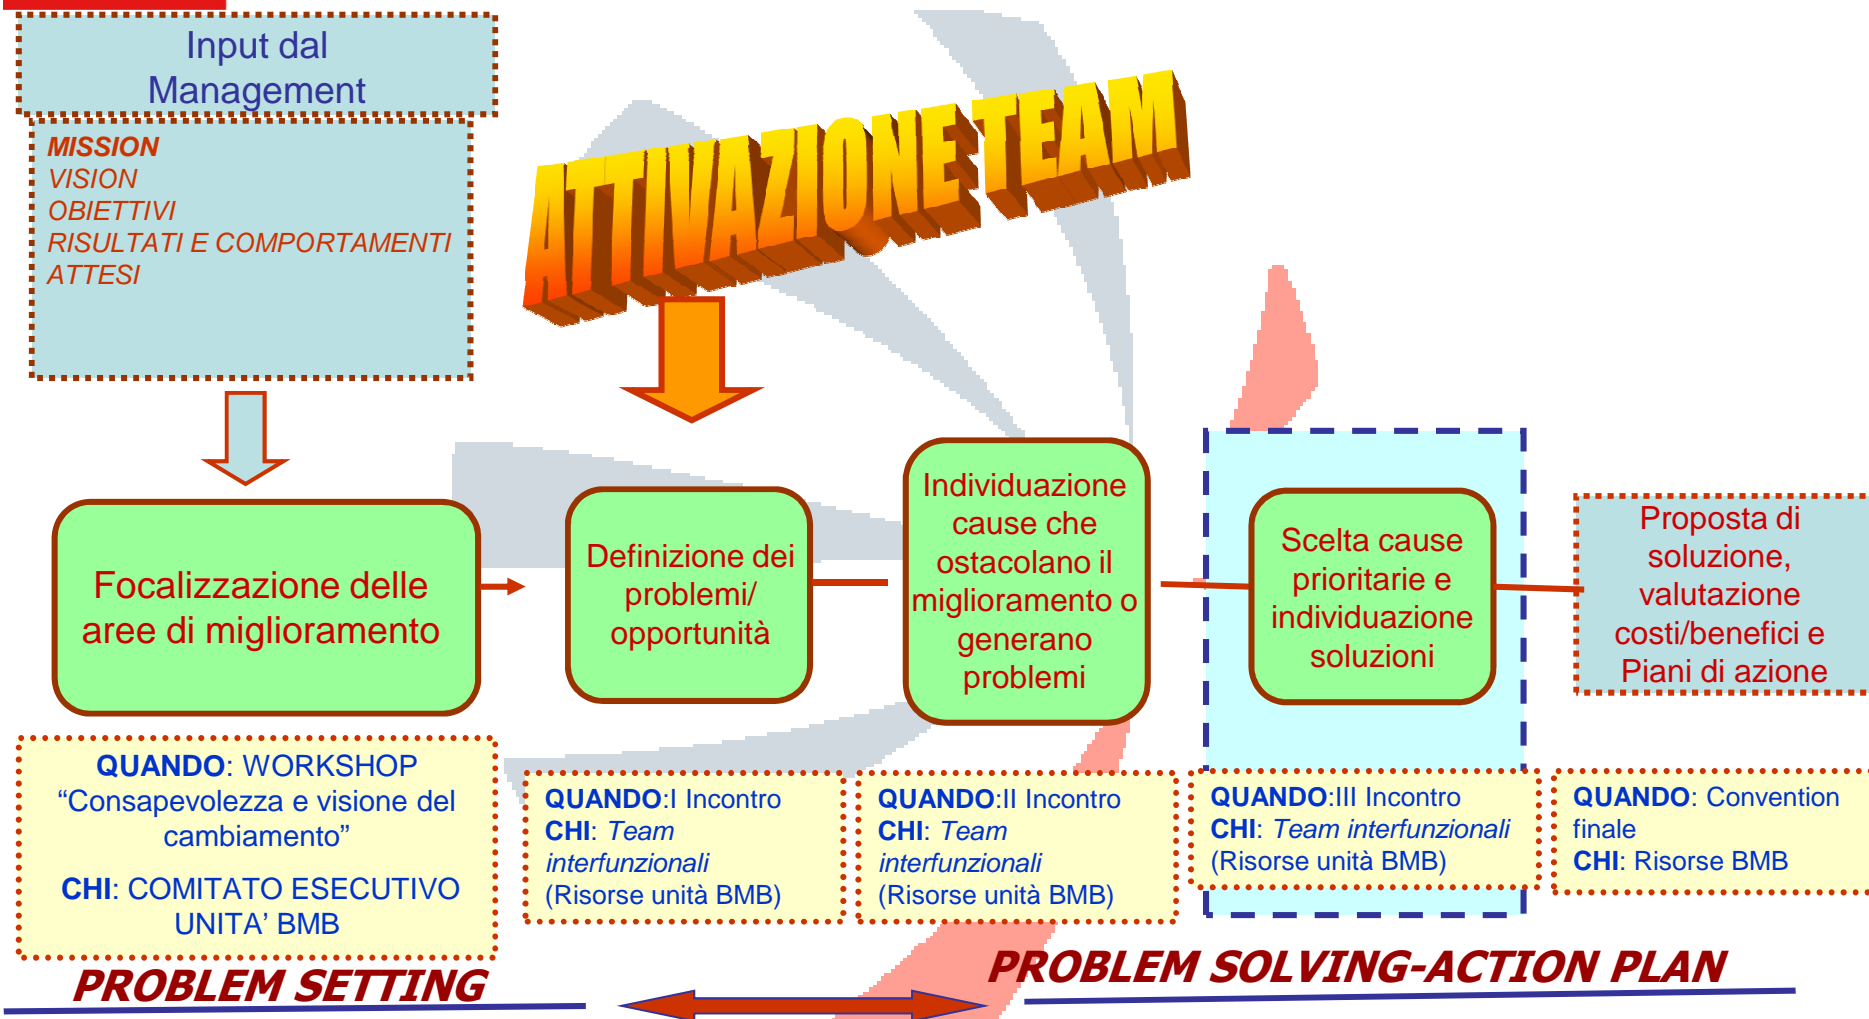 Input dal
Management
MISSION
VISION
OBIETTIVI
RISULTATI E COMPORTAMENTI
ATTESI
ATTIVAZIONE TEAM
Focalizzazione delle
aree di miglioramento
Definizione dei
problemi/
opportunità
Individuazione
cause che
ostacolano il
miglioramento o
generano
problemi
Scelta cause
prioritarie e
individuazione
soluzioni
Proposta di
soluzione,
valutazione
costi/benefici e
Piani di azione
QUANDO: WORKSHOP
“Consapevolezza e visione del
cambiamento”
CHI: COMITATO ESECUTIVO
UNITA’ BMB
QUANDO:I Incontro
CHI: Team
interfunzionali
(Risorse unità BMB)
QUANDO:II Incontro
CHI: Team
interfunzionali
(Risorse unità BMB)
QUANDO:III Incontro
CHI: Team interfunzionali
(Risorse unità BMB)
QUANDO: Convention
finale
CHI: Risorse BMB
PROBLEM SETTING
PROBLEM SOLVING-ACTION PLAN